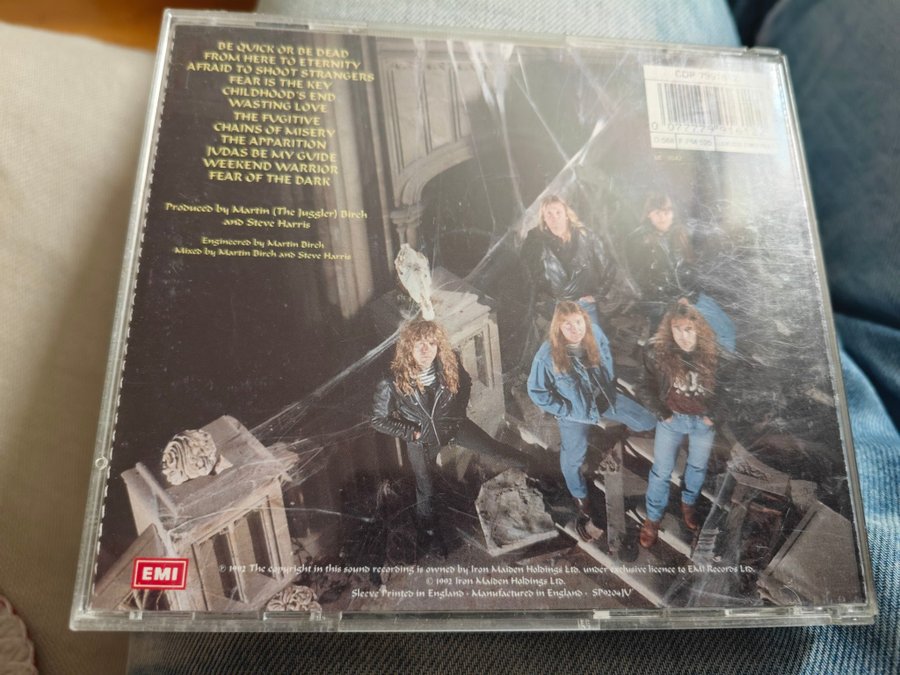 BE QUICK OR BE DEAD
FROM HERE TO ETERNITY
AFRAID TO SHOOT STRANGERS
FEAR IS THE KEY
CHILDHOOD'S END
WASTING LOVE
THE FUGITIVE
CHAINS OF MISERY
THE APPARITION
JUDAS BE MY GUIDE
WEEKEND WARRIOR
FEAR OF THE DARK
Produced by Martin (The Juggler) Birch
and Steve Harris
Engineered by Martin Birch
Mixed by Martin Birch and Steve Harris
CDP
EMI
℗ 1992 The copyright in this sound recording is owned by Iron Maiden Holdings Ltd. under exclusive licence to EMI Records Ltd.
© 1992 Iron Maiden Holdings Ltd.
Sleeve Printed in England · Manufactured in England ·